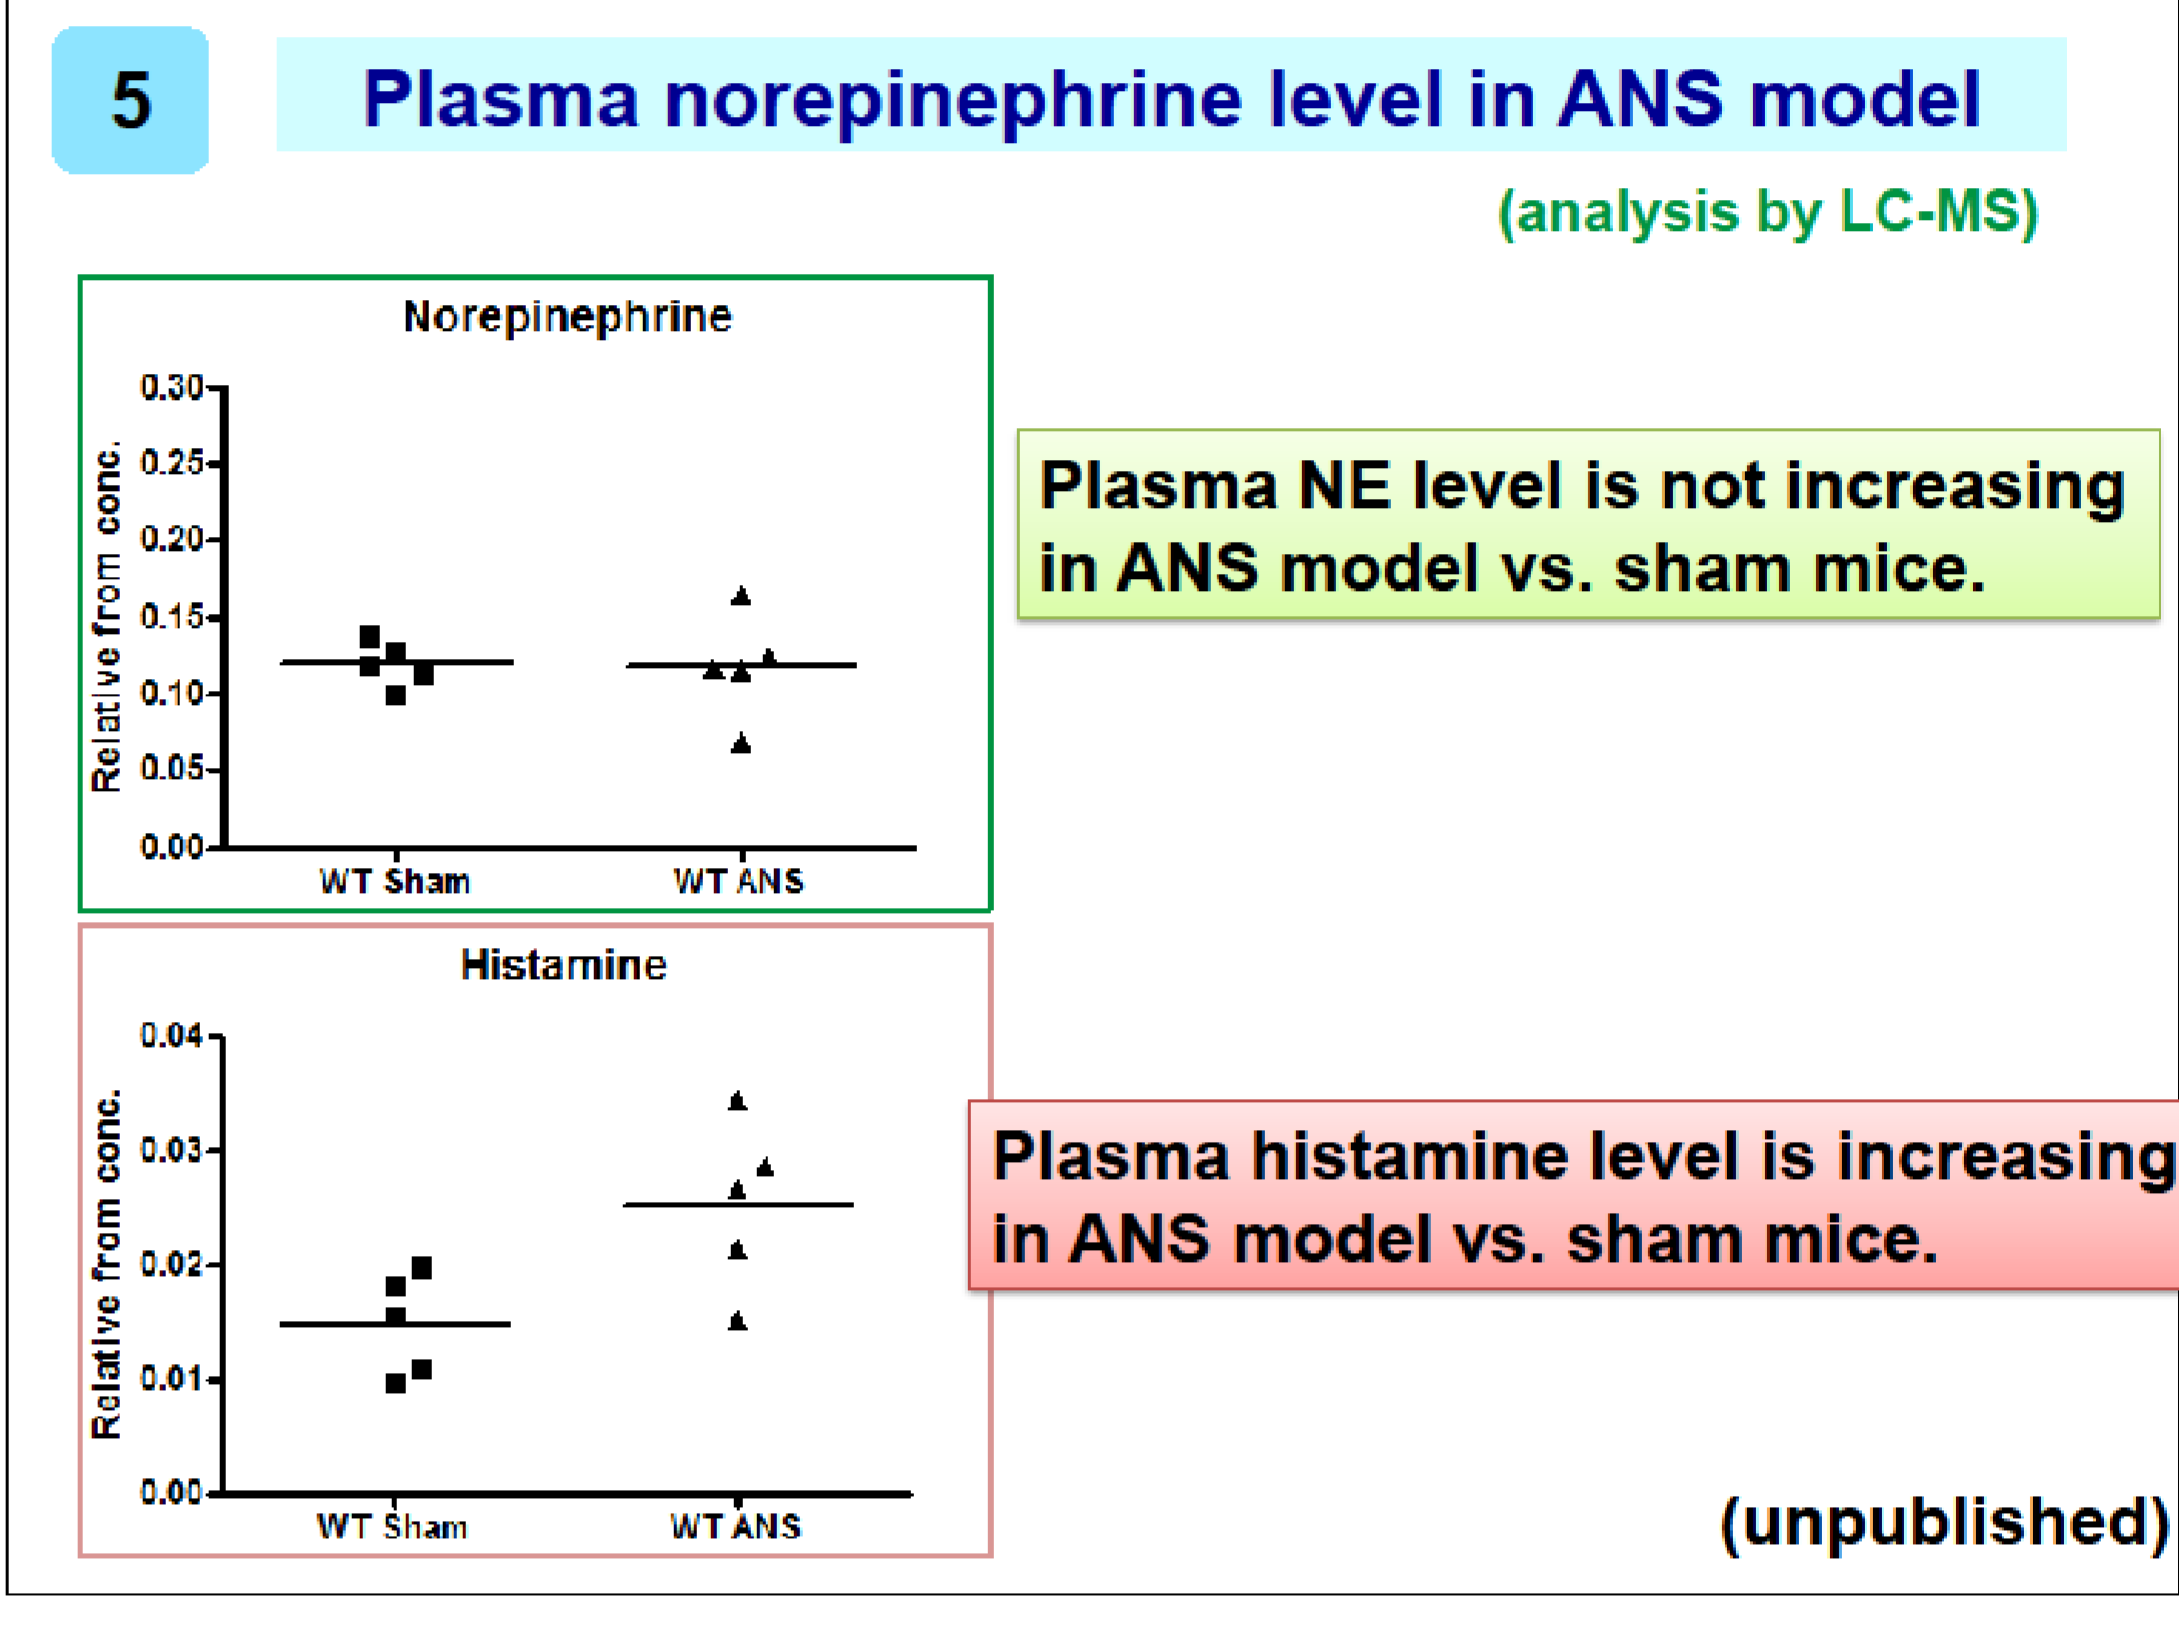 5
Plasma norepinephrine level in ANS model
(analysis by LC-MS)
Norepinephrine
0.30
0.25
0.20
0.15
0.10
0.05
0.00
Relative from conc.
WT Sham WT ANS
Plasma NE level is not increasing
in ANS model vs. sham mice.
Histamine
0.04
0.03
0.02
0.01
0.00
Relative from conc.
WT Sham WT ANS
Plasma histamine level is increasing
in ANS model vs. sham mice.
(unpublished)